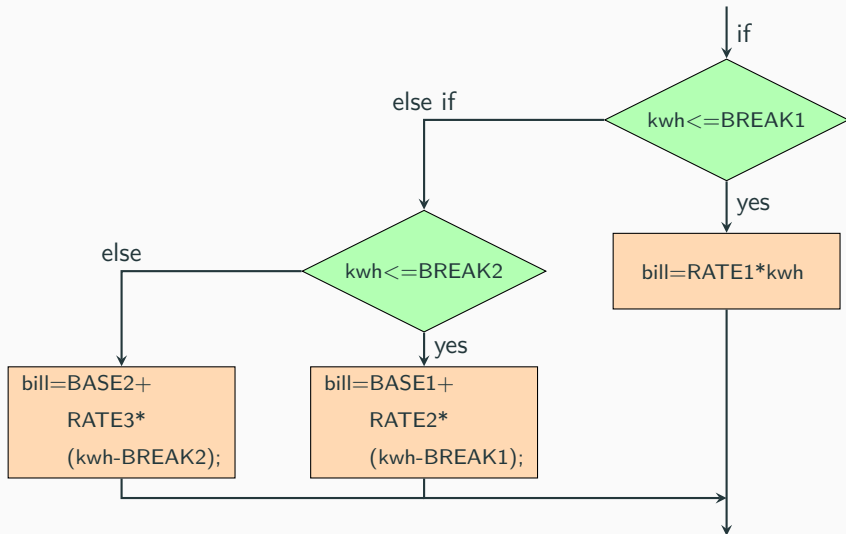 if
else if
kwh<=BREAK1
yes
else
kwh<=BREAK2
bill=RATE1*kwh
yes
bill=BASE2+
RATE3*
(kwh-BREAK2);
bill=BASE1+
RATE2*
(kwh-BREAK1);